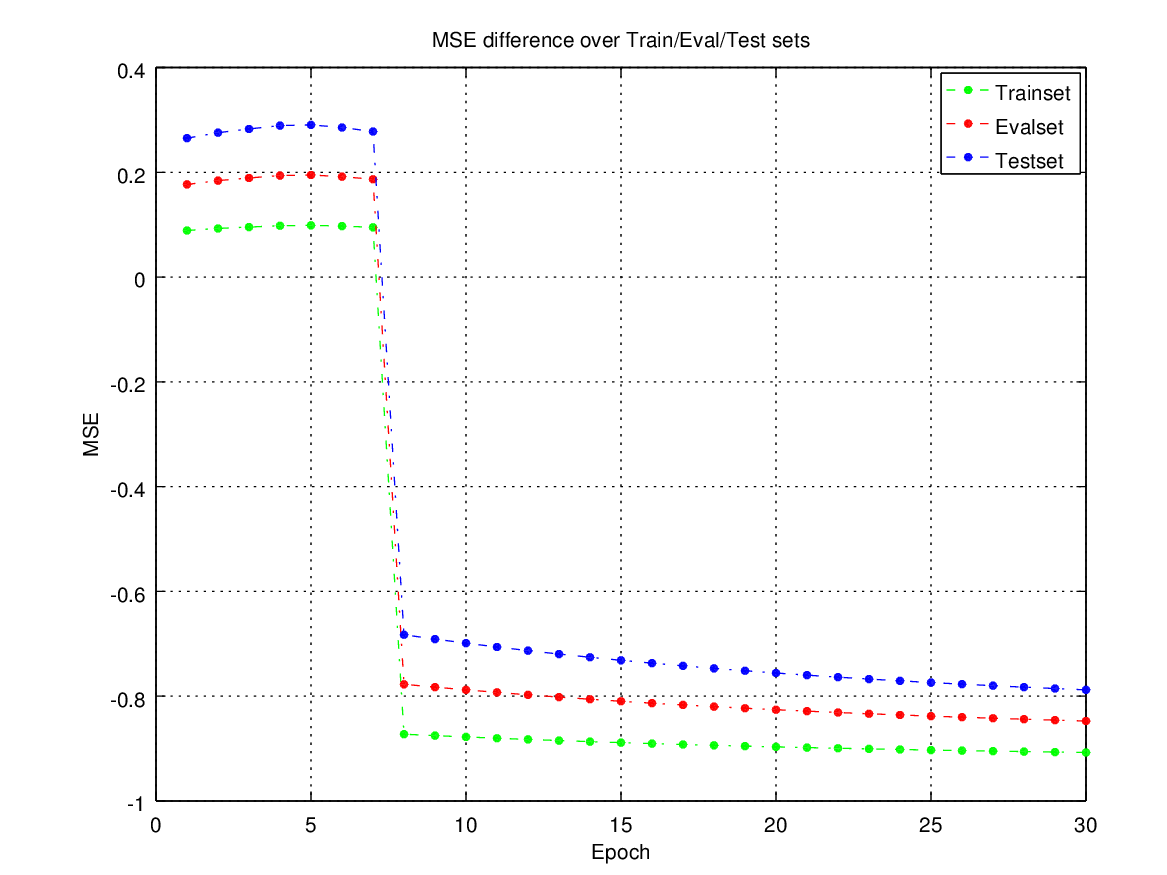 MSE difference over Train/Eval/Test sets
0.4
0.2
0
-0.2
-0.4
-0.6
-0.8
-1
MSE
Trainset
Evalset
Testset
0 5 10 15 20 25 30
Epoch